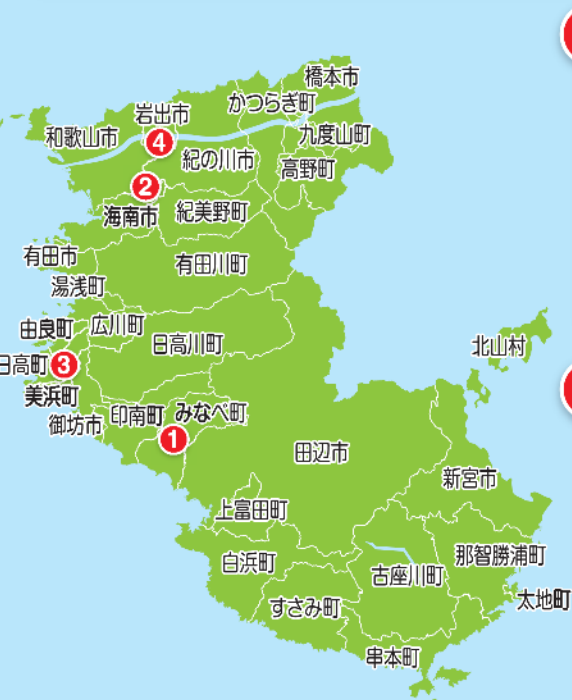 橋本市
かつらぎ町
岩出市
和歌山市
九度山町
4
紀の川市
高野町
2
海南市
紀美野町
有田市
有田川町
湯浅町
由良町
広川町
日高川町
北山村
日高町
3
美浜町
印南町
みなべ町
御坊市
1
田辺市
新宮市
上富田町
那智勝浦町
白浜町
古座川町
太地町
すさみ町
串本町